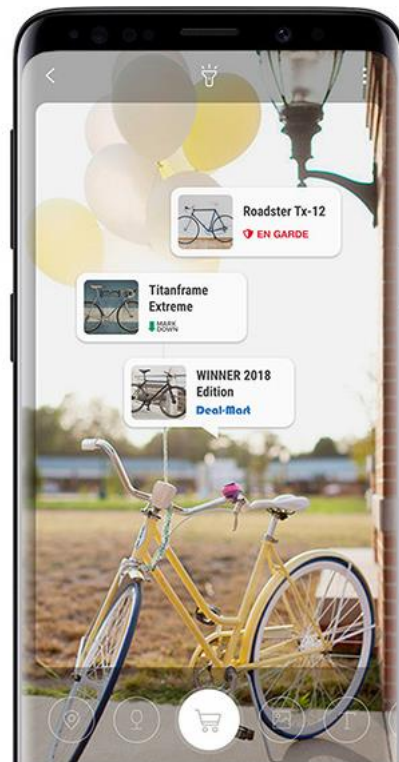 Roadster Tx-12
EN GARDE
Titanframe
Extreme
MARK
DOWN
WINNER 2018
Edition
Deal-Mart
T